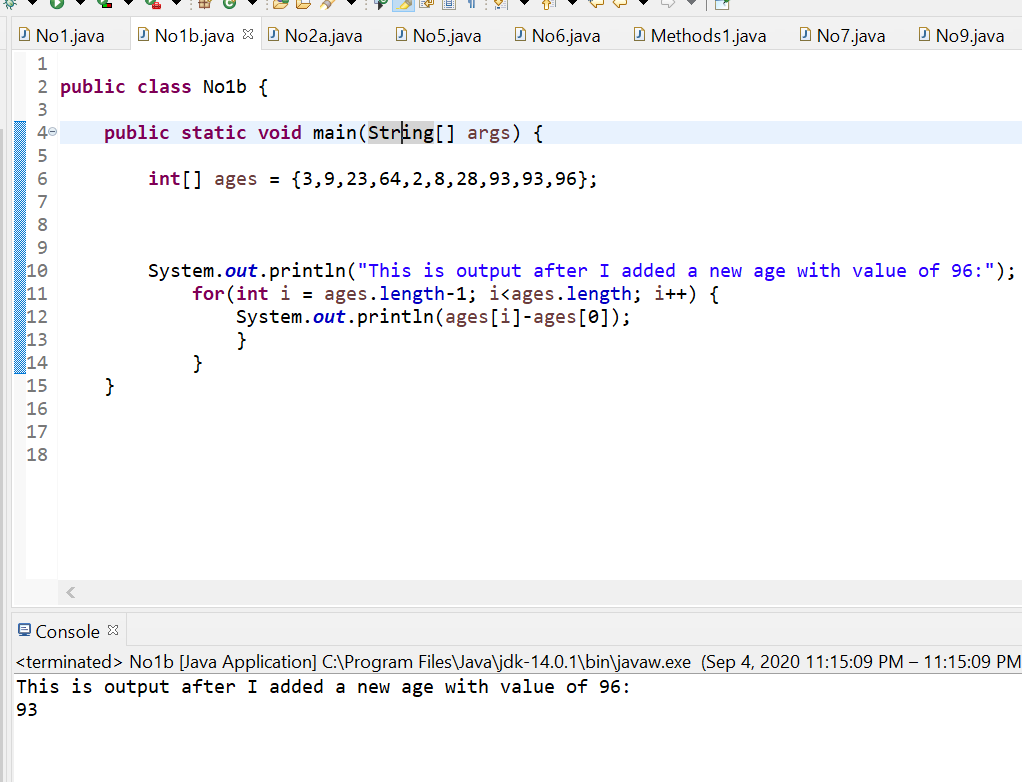 No1.java No1b.java No2a.java No5.java No6.java Methods1.java No7.java No9.java
1
2 public class No1b {
3
4 public static void main(String[] args) {
5
6 int[] ages = {3,9,23,64,2,8,28,93,93,96};
7
8
9
10 System.out.println("This is output after I added a new age with value of 96:");
11 for(int i = ages.length-1; i<ages.length; i++) {
12 System.out.println(ages[i]-ages[0]);
13 }
14 }
15 }
16
17
18
Console
<terminated> No1b [Java Application] C:\Program Files\Java\jdk-14.0.1\bin\javaw.exe (Sep 4, 2020 11:15:09 PM – 11:15:09 PM
This is output after I added a new age with value of 96:
93